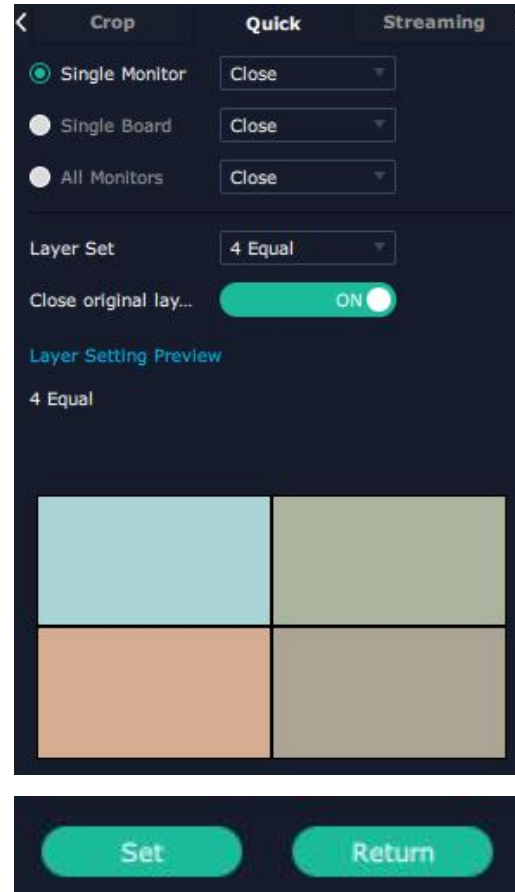 Crop Quick Streaming
Single Monitor Close
Single Board Close
All Monitors Close
Layer Set 4 Equal
Close original lay... ON
Layer Setting Preview
4 Equal
Set Return